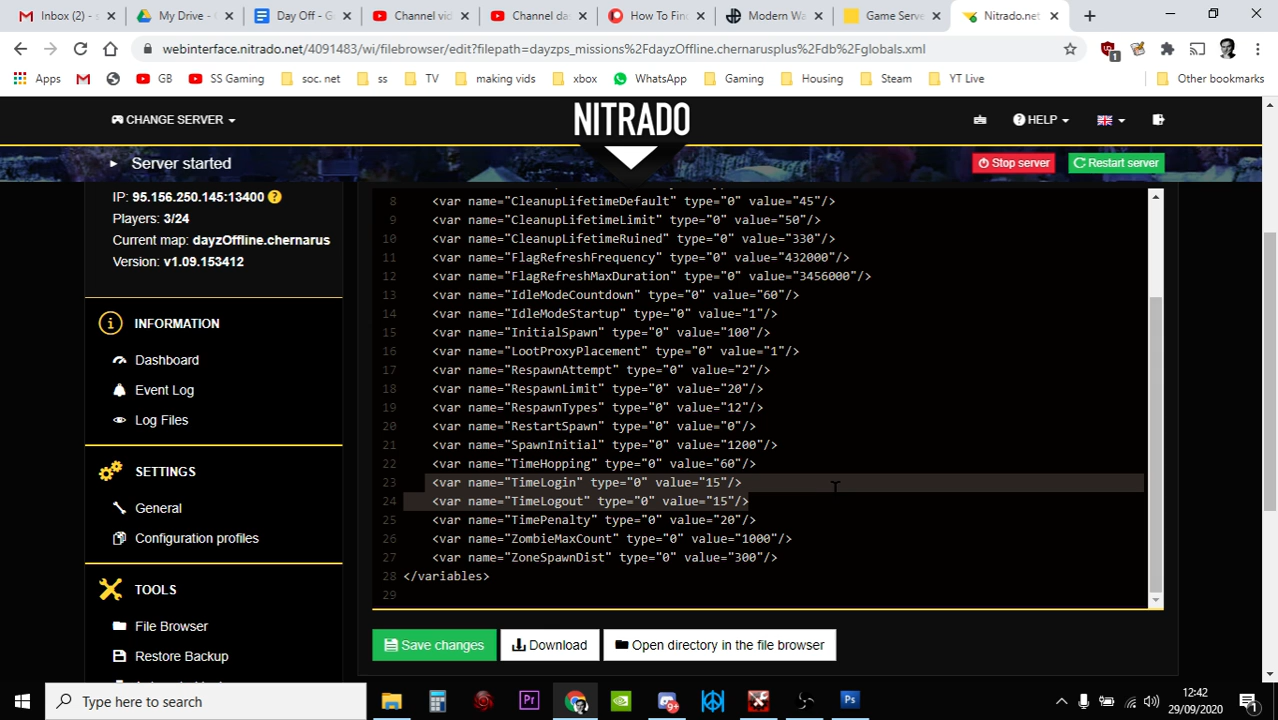 Inbox (2) - s
My Drive - G
Day Off - G
Channel vid
Channel das
How To Find
Modern Wa
Game Serve
Nitrado.net
webinterface.nitrado.net/4091483/wi/filebrowser/edit?filepath=dayzps_missions%2FdayzOffline.chernarusplus%2Fdb%2Fglobals.xml
1
Apps GB SS Gaming soc. net ss TV making vids xbox WhatsApp Gaming Housing Steam YT Live Other bookmarks
CHANGE SERVER NITRADO HELP
Server started Stop server Restart server
IP: 95.156.250.145:13400
Players: 3/24
Current map: dayzOffline.chernarus
Version: v1.09.153412
INFORMATION
Dashboard
Event Log
Log Files
SETTINGS
General
Configuration profiles
TOOLS
File Browser
Restore Backup
8 <var name="CleanupLifetimeDefault" type="0" value="45"/>
9 <var name="CleanupLifetimeLimit" type="0" value="50"/>
10 <var name="CleanupLifetimeRuined" type="0" value="330"/>
11 <var name="FlagRefreshFrequency" type="0" value="432000"/>
12 <var name="FlagRefreshMaxDuration" type="0" value="3456000"/>
13 <var name="IdleModeCountdown" type="0" value="60"/>
14 <var name="IdleModeStartup" type="0" value="1"/>
15 <var name="InitialSpawn" type="0" value="100"/>
16 <var name="LootProxyPlacement" type="0" value="1"/>
17 <var name="RespawnAttempt" type="0" value="2"/>
18 <var name="RespawnLimit" type="0" value="20"/>
19 <var name="RespawnTypes" type="0" value="12"/>
20 <var name="RestartSpawn" type="0" value="0"/>
21 <var name="SpawnInitial" type="0" value="1200"/>
22 <var name="TimeHopping" type="0" value="60"/>
23 <var name="TimeLogin" type="0" value="15"/>
24 <var name="TimeLogout" type="0" value="15"/>
25 <var name="TimePenalty" type="0" value="20"/>
26 <var name="ZombieMaxCount" type="0" value="1000"/>
27 <var name="ZoneSpawnDist" type="0" value="300"/>
28 </variables>
29
Save changes Download Open directory in the file browser
Type here to search
Pr
9+
Ps
12:42
29/09/2020
1